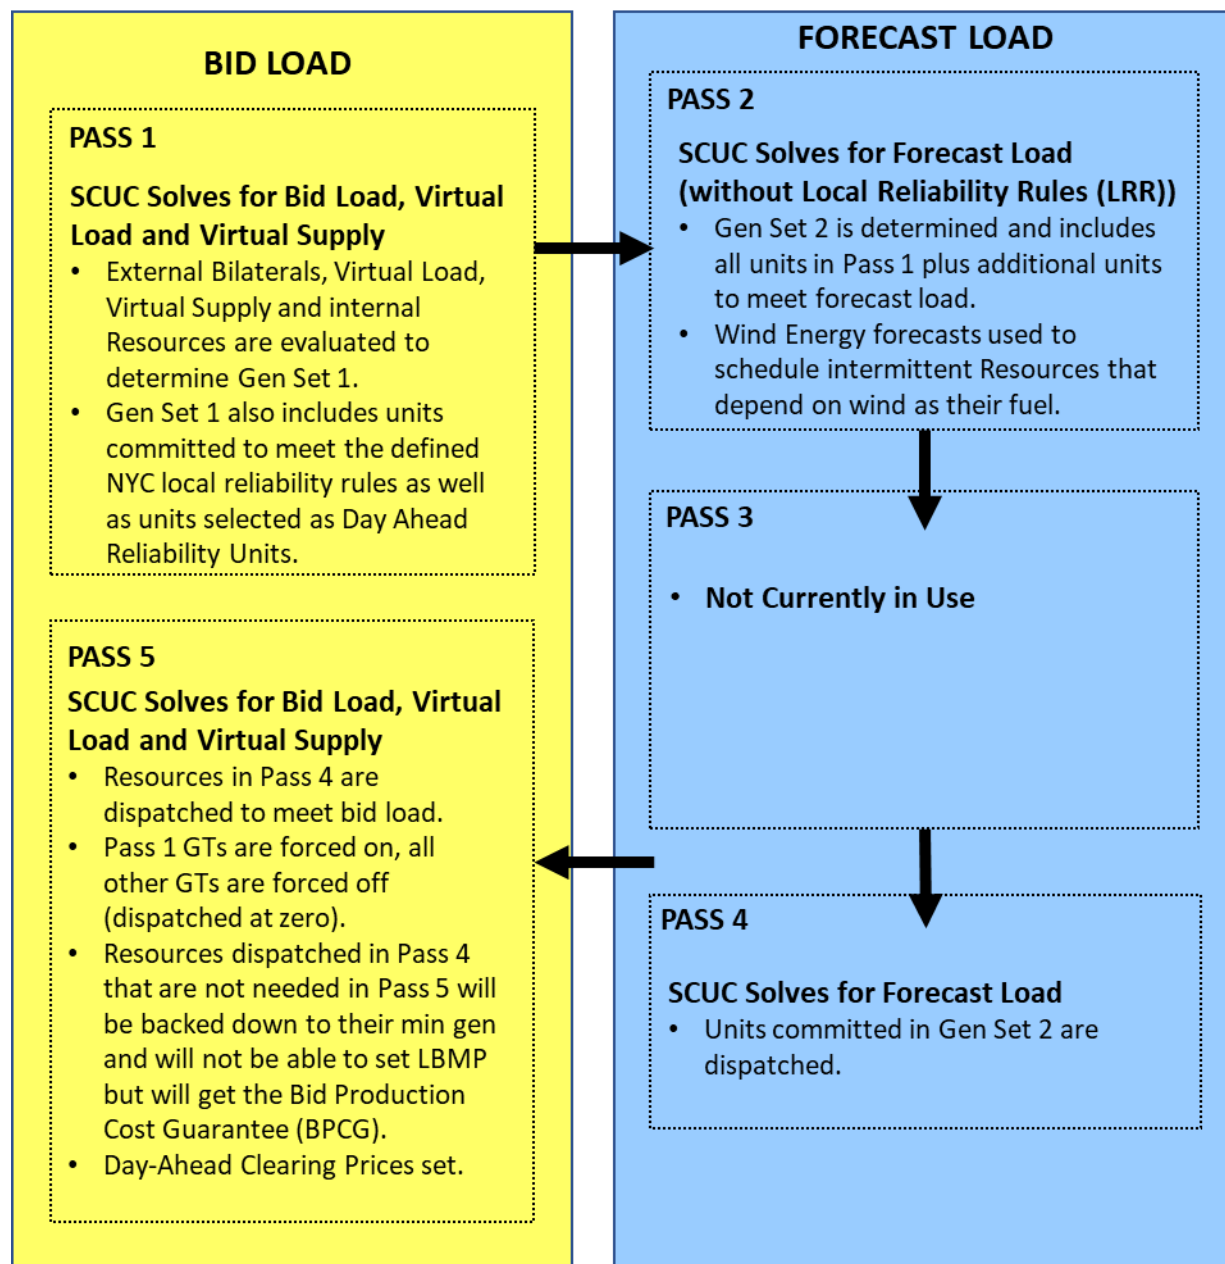 BID LOAD
PASS 1
SCUC Solves for Bid Load, Virtual
Load and Virtual Supply
• External Bilaterals, Virtual Load,
Virtual Supply and internal
Resources are evaluated to
determine Gen Set 1.
• Gen Set 1 also includes units
committed to meet the defined
NYC local reliability rules as well
as units selected as Day Ahead
Reliability Units.
FORECAST LOAD
PASS 2
SCUC Solves for Forecast Load
(without Local Reliability Rules (LRR))
• Gen Set 2 is determined and includes
all units in Pass 1 plus additional units
to meet forecast load.
• Wind Energy forecasts used to
schedule intermittent Resources that
depend on wind as their fuel.
PASS 3
• Not Currently in Use
PASS 4
SCUC Solves for Forecast Load
• Units committed in Gen Set 2 are
dispatched.
PASS 5
SCUC Solves for Bid Load, Virtual
Load and Virtual Supply
• Resources in Pass 4 are
dispatched to meet bid load.
• Pass 1 GTs are forced on, all
other GTs are forced off
(dispatched at zero).
• Resources dispatched in Pass 4
that are not needed in Pass 5 will
be backed down to their min gen
and will not be able to set LBMP
but will get the Bid Production
Cost Guarantee (BPCG).
• Day-Ahead Clearing Prices set.